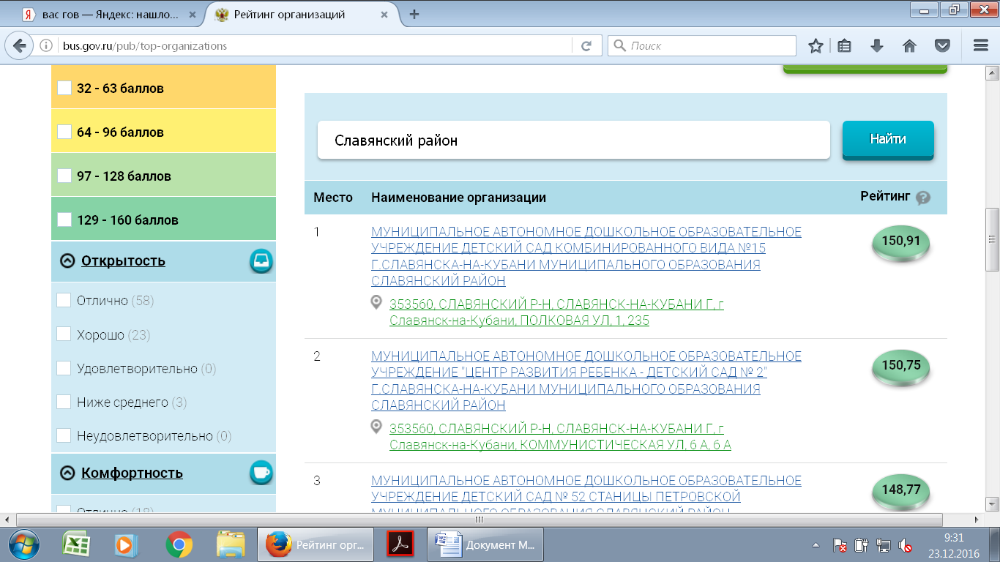 вас гов — Яндекс: нашло...
Рейтинг организаций
bus.gov.ru/pub/top-organizations
Поиск
32 - 63 баллов
64 - 96 баллов
97 - 128 баллов
129 - 160 баллов
Открытость
Отлично (58)
Хорошо (23)
Удовлетворительно (0)
Ниже среднего (3)
Неудовлетворительно (0)
Комфортность
Отлично (18)
Славянский район
Найти
Место Наименование организации Рейтинг ?
1 МУНИЦИПАЛЬНОЕ АВТОНОМНОЕ ДОШКОЛЬНОЕ ОБРАЗОВАТЕЛЬНОЕ 150,91
УЧРЕЖДЕНИЕ ДЕТСКИЙ САД КОМБИНИРОВАННОГО ВИДА №15
Г.СЛАВЯНСКА-НА-КУБАНИ МУНИЦИПАЛЬНОГО ОБРАЗОВАНИЯ
СЛАВЯНСКИЙ РАЙОН
353560, СЛАВЯНСКИЙ Р-Н, СЛАВЯНСК-НА-КУБАНИ Г, г
Славянск-на-Кубани, ПОЛКОВАЯ УЛ, 1, 235
2 МУНИЦИПАЛЬНОЕ АВТОНОМНОЕ ДОШКОЛЬНОЕ ОБРАЗОВАТЕЛЬНОЕ 150,75
УЧРЕЖДЕНИЕ "ЦЕНТР РАЗВИТИЯ РЕБЕНКА - ДЕТСКИЙ САД № 2"
Г.СЛАВЯНСКА-НА-КУБАНИ МУНИЦИПАЛЬНОГО ОБРАЗОВАНИЯ
СЛАВЯНСКИЙ РАЙОН
353560, СЛАВЯНСКИЙ Р-Н, СЛАВЯНСК-НА-КУБАНИ Г, г
Славянск-на-Кубани, КОММУНИСТИЧЕСКАЯ УЛ, 6 А, 6 А
3 МУНИЦИПАЛЬНОЕ АВТОНОМНОЕ ДОШКОЛЬНОЕ ОБРАЗОВАТЕЛЬНОЕ 148,77
УЧРЕЖДЕНИЕ ДЕТСКИЙ САД № 52 СТАНИЦЫ ПЕТРОВСКОЙ
МУНИЦИПАЛЬНОГО ОБРАЗОВАНИЯ СЛАВЯНСКИЙ РАЙОН
Рейтинг орг...
Документ М...
9:31
23.12.2016